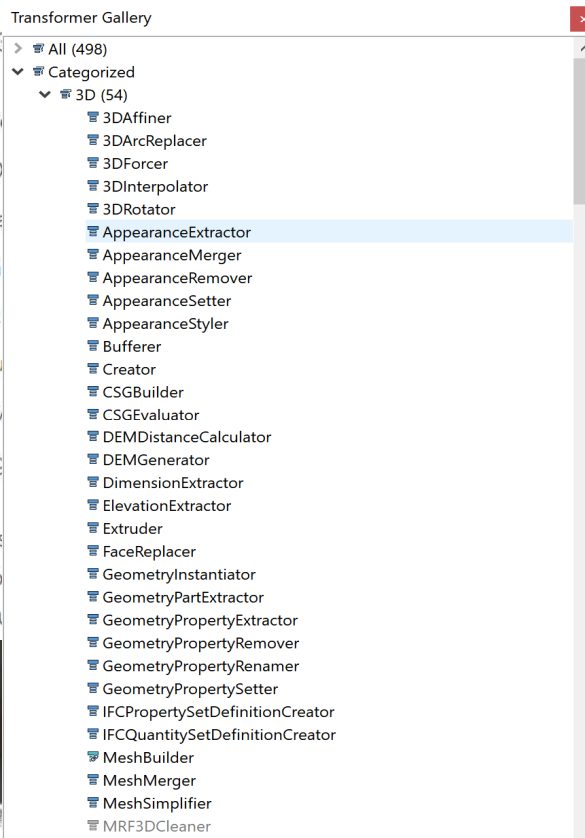 Transformer Gallery
All (498)
Categorized
3D (54)
3DAffiner
3DArcReplacer
3DForcer
3DInterpolator
3DRotator
AppearanceExtractor
AppearanceMerger
AppearanceRemover
AppearanceSetter
AppearanceStyler
Bufferer
Creator
CSGBuilder
CSGEvaluator
DEMDistanceCalculator
DEMGenerator
DimensionExtractor
ElevationExtractor
Extruder
FaceReplacer
GeometryInstantiator
GeometryPartExtractor
GeometryPropertyExtractor
GeometryPropertyRemover
GeometryPropertyRenamer
GeometryPropertySetter
IFCPropertySetDefinitionCreator
IFCQuantitySetDefinitionCreator
MeshBuilder
MeshMerger
MeshSimplifier
MRF3DCleaner